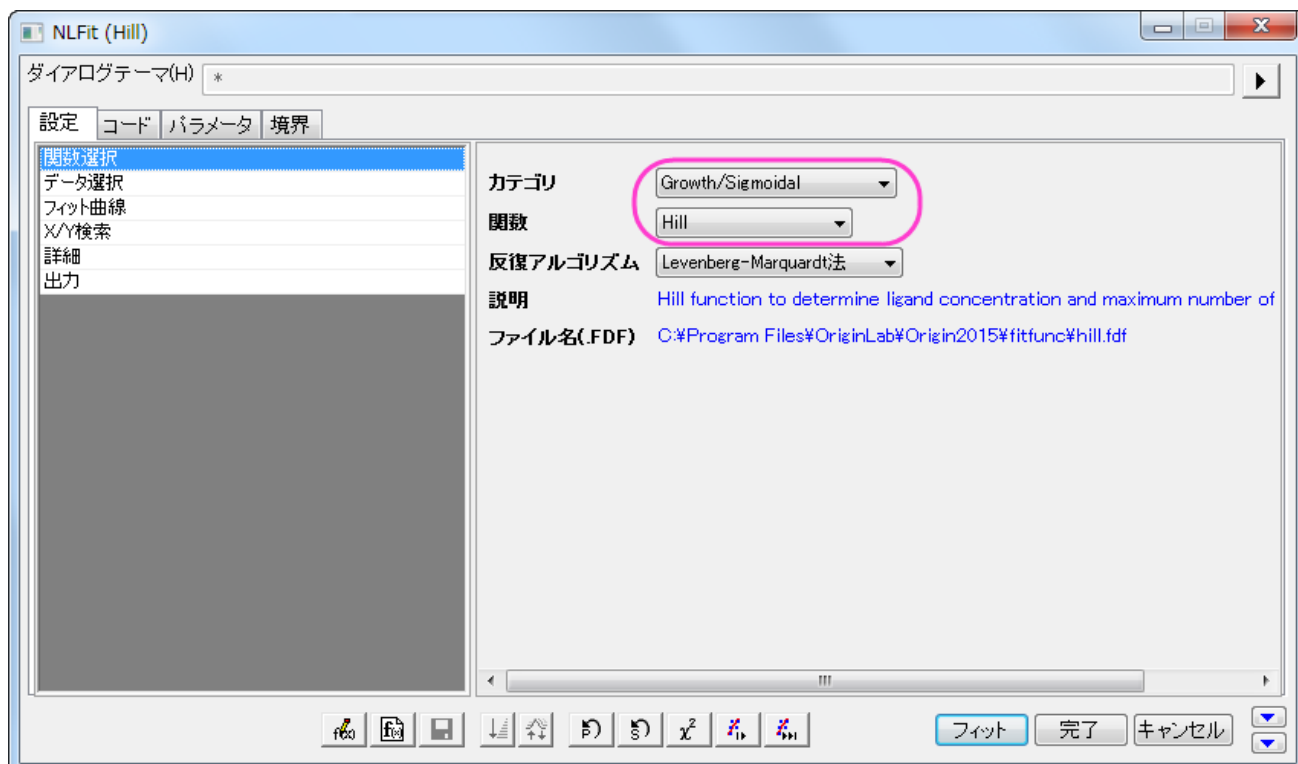 NLFit (Hill)
ダイアログテーマ(H) *
設定 コード パラメータ 境界
関数選択
データ選択
フィット曲線
X/Y検索
詳細
出力
カテゴリ Growth/Sigmoidal
関数 Hill
反復アルゴリズム Levenberg-Marquardt法
説明 Hill function to determine ligand concentration and maximum number of
ファイル名(.FDF) C:¥Program Files¥OriginLab¥Origin2015¥fitfunc¥hill.fdf
フィット 完了 キャンセル